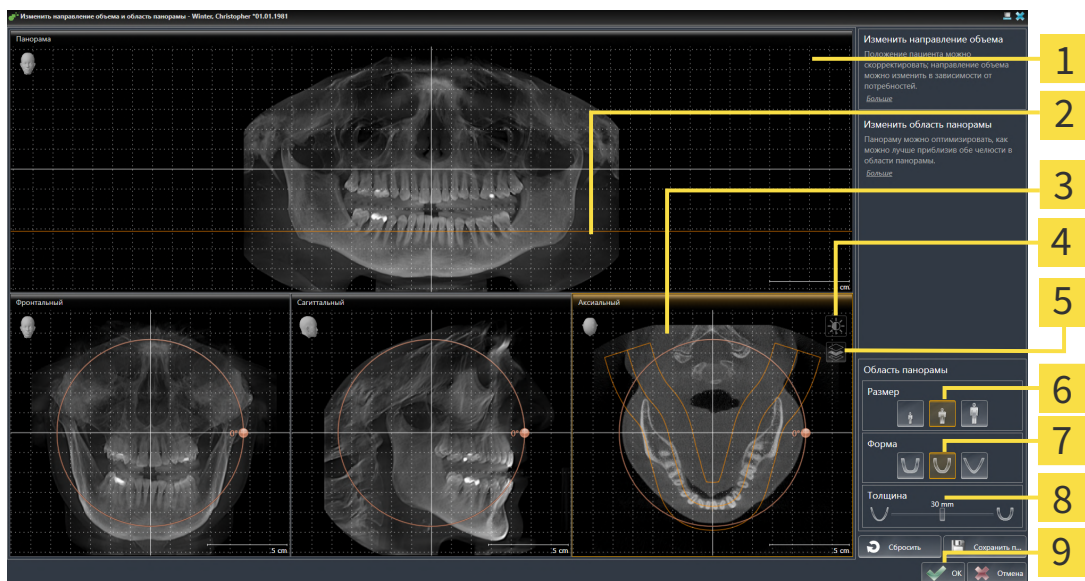 Изменить направление объема и область панорамы - Winter, Christopher *01.01.1981
Панорама
cm
Фронтальный
0°
.5 cm
Сагиттальный
0°
.5 cm
Аксиальный
0°
.5 cm
Изменить направление объема
Положение пациента можно
скорректировать; направление объема
можно изменить в зависимости от
потребностей.
Больше
Изменить область панорамы
Панораму можно оптимизировать, как
можно лучше приблизив обе челюсти в
области панорамы.
Больше
Область панорамы
Размер
Форма
Толщина
30 mm
Сбросить
Сохранить п...
OK
Отмена
1
2
3
4
5
6
7
8
9